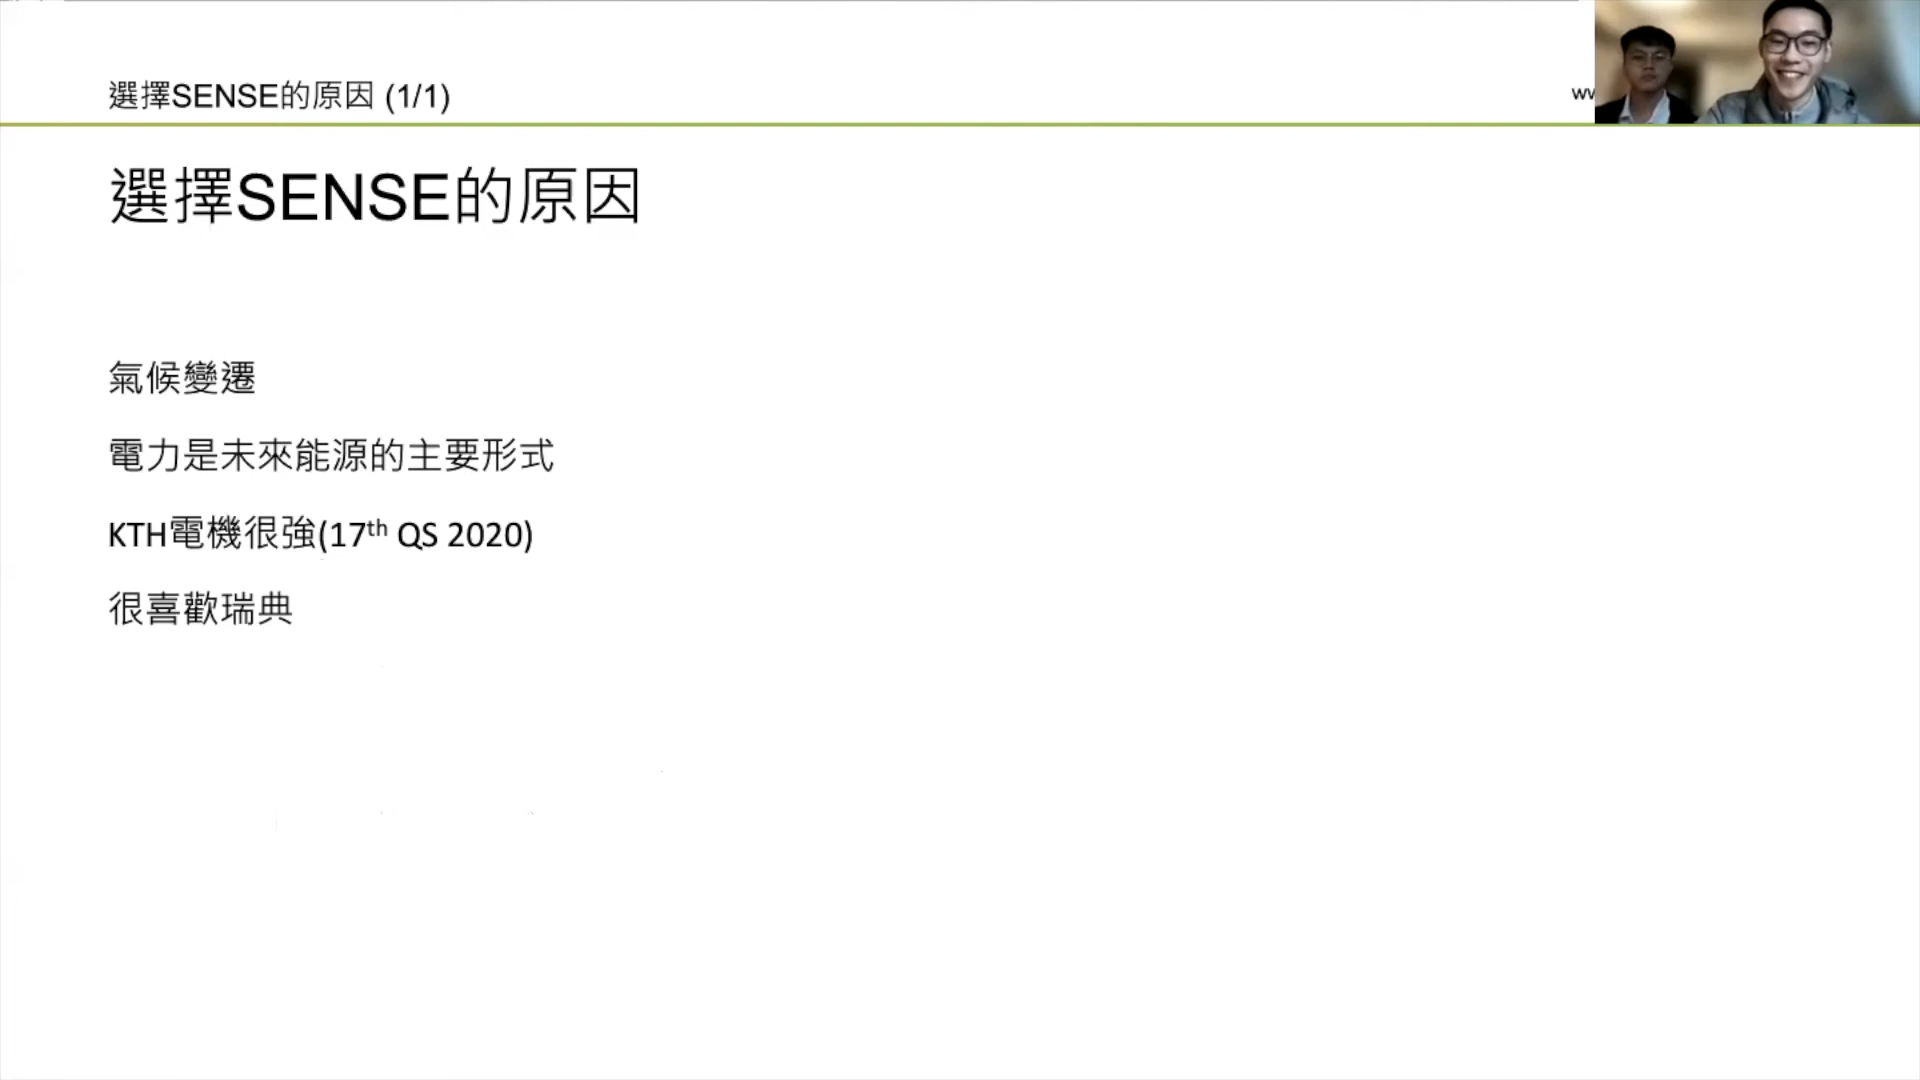 選擇SENSE的原因 (1/1)
選擇SENSE的原因
氣候變遷
電力是未來能源的主要形式
KTH電機很強(17th QS 2020)
很喜歡瑞典